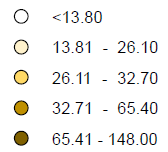 <13.80
13.81 - 26.10
26.11 - 32.70
32.71 - 65.40
65.41 - 148.00